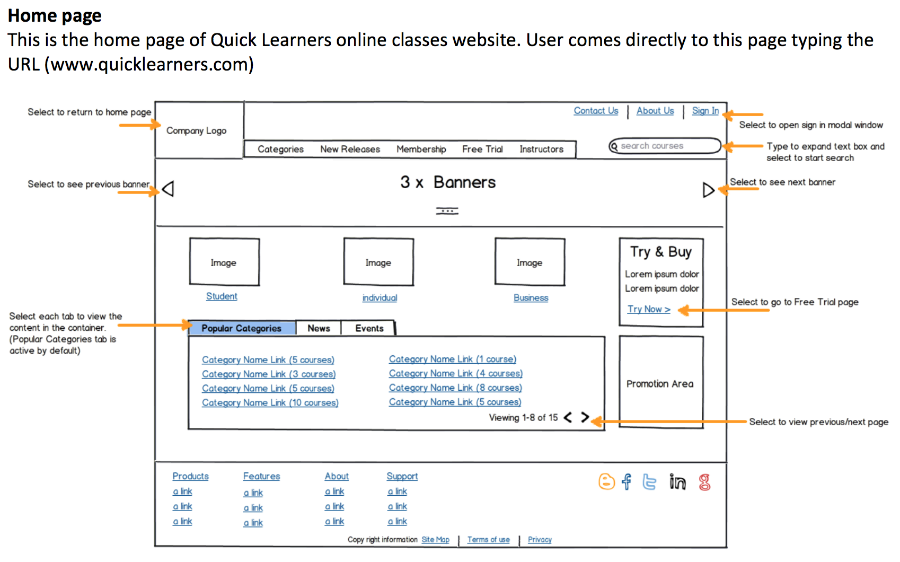 Home page
This is the home page of Quick Learners online classes website. User comes directly to this page typing the
URL (www.quicklearners.com)
Select to return to home page
Company Logo
Contact Us | About Us | Sign In
Select to open sign in modal window
Categories New Releases Membership Free Trial Instructors
search courses
Type to expand text box and
select to start search
Select to see previous banner
3 x Banners
Select to see next banner
Image
Image
Image
Student
individual
Business
Try & Buy
Lorem ipsum dolor
Lorem ipsum dolor
Try Now >
Select to go to Free Trial page
Select each tab to view the
content in the container.
(Popular Categories tab is
active by default)
Popular Categories News Events
Category Name Link (5 courses)
Category Name Link (3 courses)
Category Name Link (5 courses)
Category Name Link (10 courses)
Category Name Link (1 course)
Category Name Link (4 courses)
Category Name Link (8 courses)
Category Name Link (5 courses)
Viewing 1-8 of 15 < >
Promotion Area
Select to view previous/next page
Products
a link
a link
a link
Features
a link
a link
a link
About
a link
a link
a link
Support
a link
a link
a link
Copy right information Site Map | Terms of use | Privacy